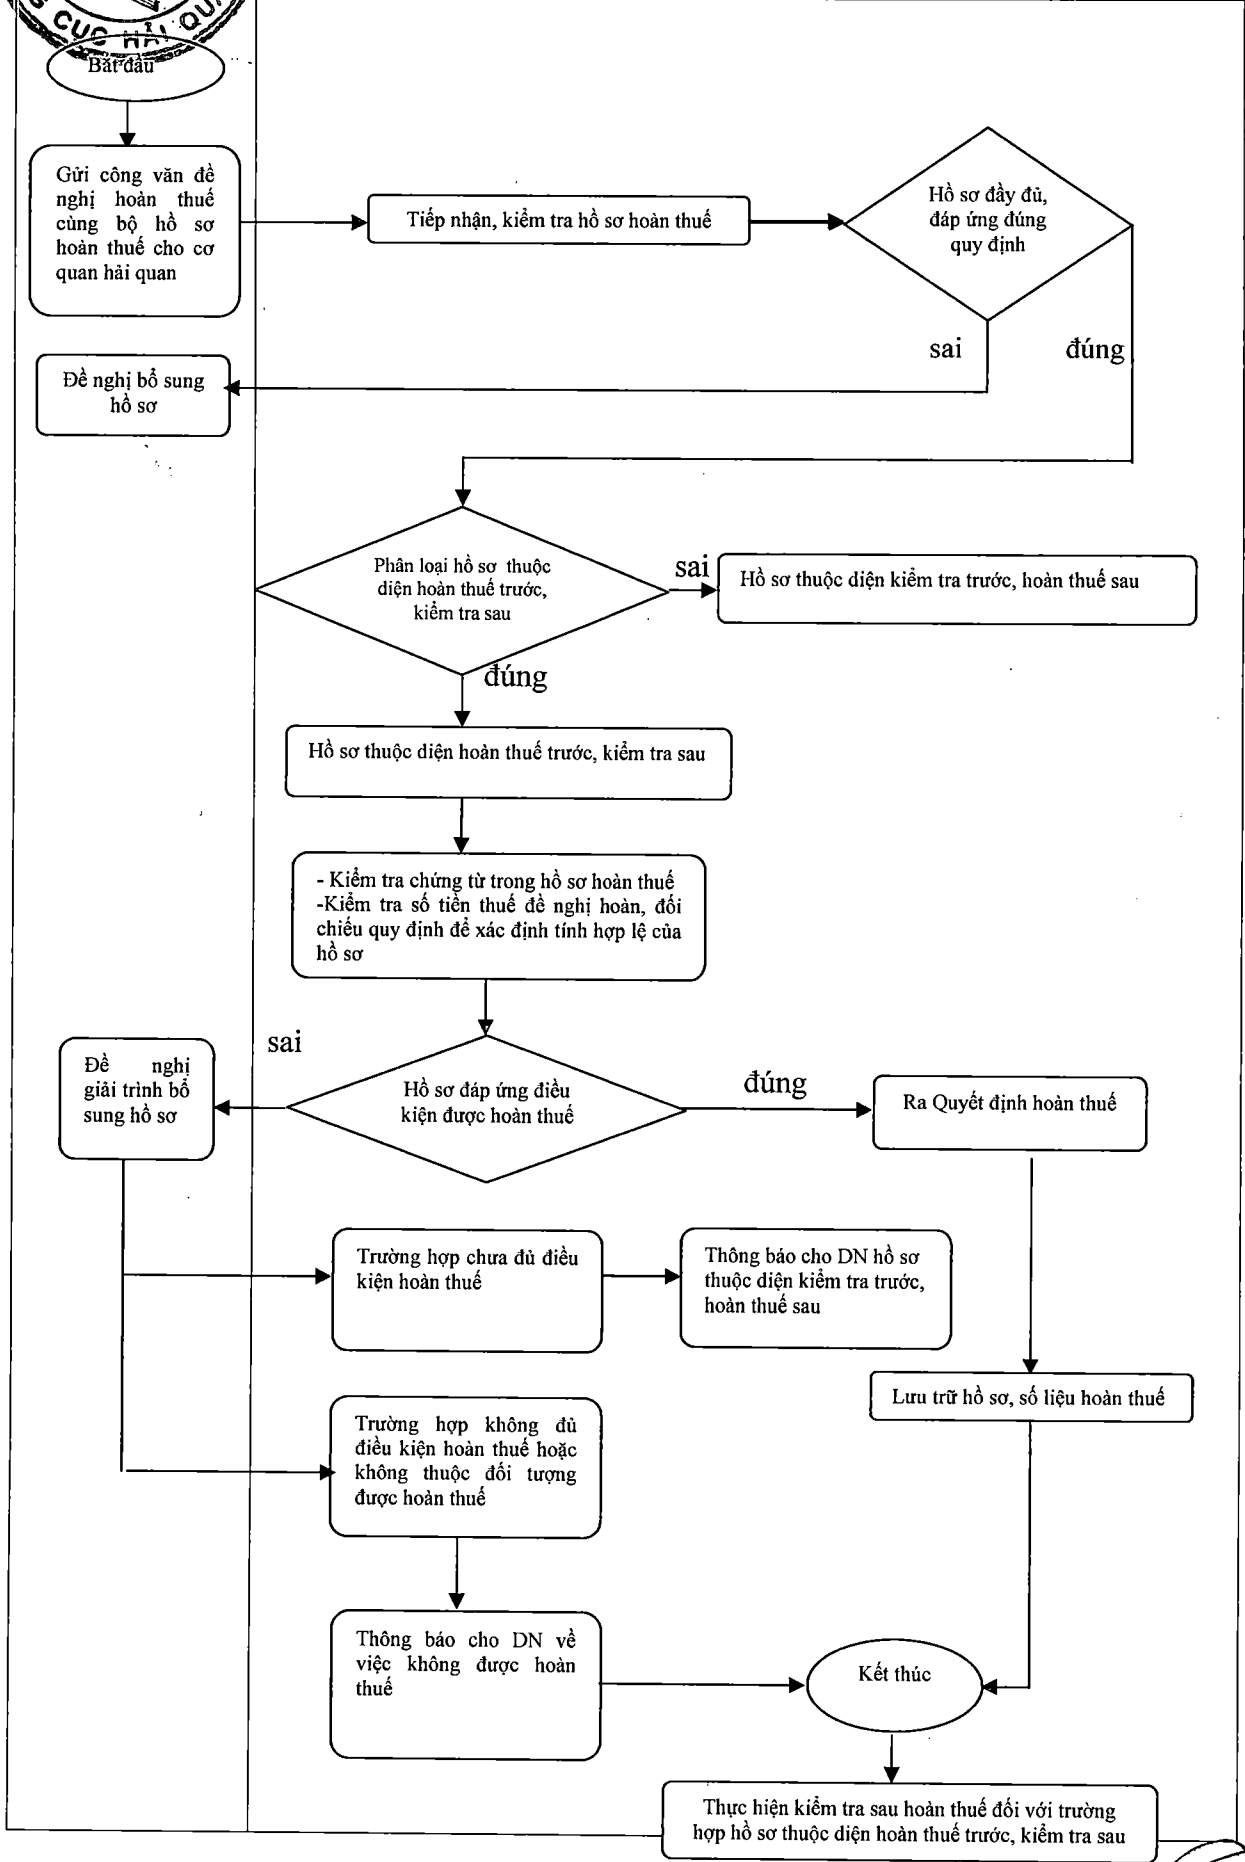 CỤC HẢI QUA
Bắt đầu
Gửi công văn đề
nghị hoàn thuế
cùng bộ hồ sơ
hoàn thuế cho cơ
quan hải quan
Tiếp nhận, kiểm tra hồ sơ hoàn thuế
Hồ sơ đầy đủ,
đáp ứng đúng
quy định
sai
đúng
Đề nghị bổ sung
hồ sơ
Phân loại hồ sơ thuộc
diện hoàn thuế trước,
kiểm tra sau
sai
Hồ sơ thuộc diện kiểm tra trước, hoàn thuế sau
đúng
Hồ sơ thuộc diện hoàn thuế trước, kiểm tra sau
- Kiểm tra chứng từ trong hồ sơ hoàn thuế
-Kiểm tra số tiền thuế đề nghị hoàn, đối
chiếu quy định để xác định tính hợp lệ của
hồ sơ
sai
Đề nghị
giải trình bổ
sung hồ sơ
Hồ sơ đáp ứng điều
kiện được hoàn thuế
đúng
Ra Quyết định hoàn thuế
Trường hợp chưa đủ điều
kiện hoàn thuế
Thông báo cho DN hồ sơ
thuộc diện kiểm tra trước,
hoàn thuế sau
Lưu trữ hồ sơ, số liệu hoàn thuế
Trường hợp không đủ
điều kiện hoàn thuế hoặc
không thuộc đối tượng
được hoàn thuế
Thông báo cho DN về
việc không được hoàn
thuế
Kết thúc
Thực hiện kiểm tra sau hoàn thuế đối với trường
hợp hồ sơ thuộc diện hoàn thuế trước, kiểm tra sau